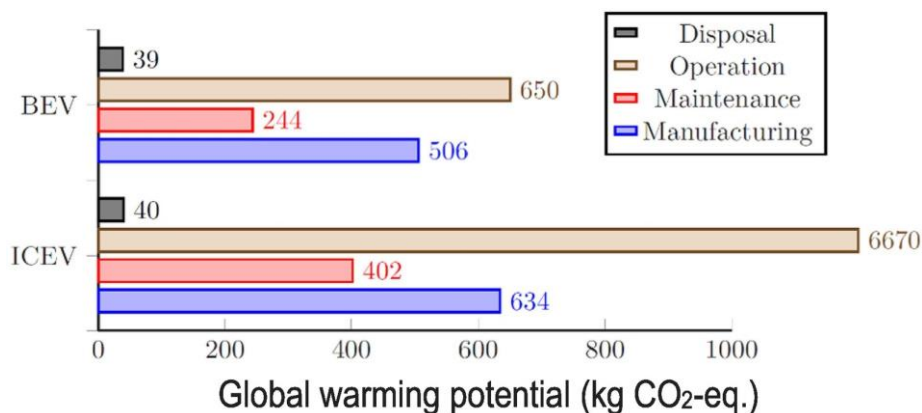 39
Disposal
650
Operation
BEV
244
Maintenance
506
Manufacturing
40
6670
ICEV
402
634
0 200 400 600 800 1000
Global warming potential (kg CO₂-eq.)